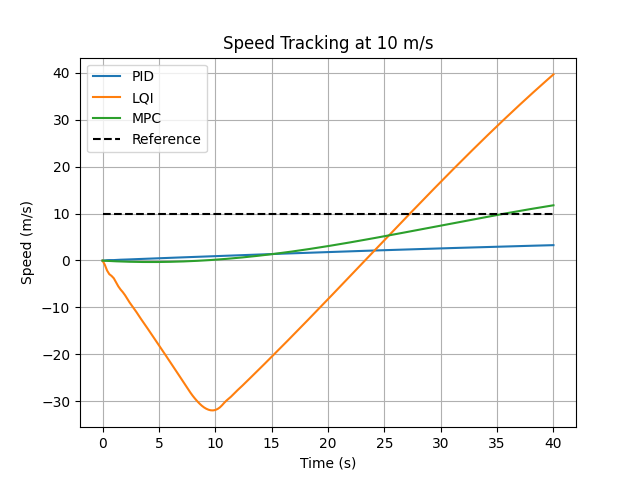 Speed Tracking at 10 m/s
PID
LQI
MPC
Reference
40
30
20
10
0
−10
−20
−30
Speed (m/s)
0 5 10 15 20 25 30 35 40
Time (s)